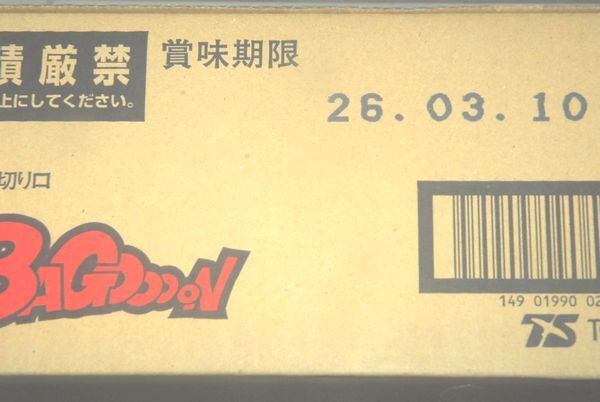 積厳禁
上にしてください。
賞味期限
26.03.10
切り口
BAGOOOON
149 01990 02
TS T